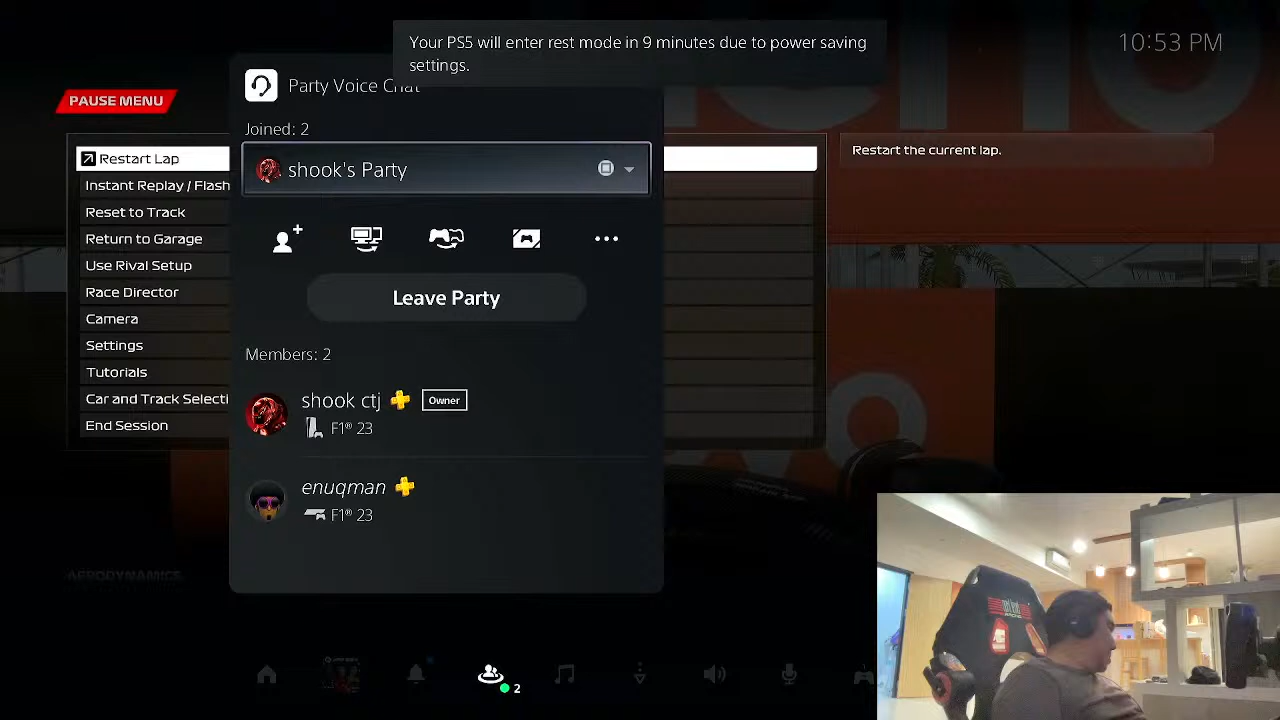 Your PS5 will enter rest mode in 9 minutes due to power saving
settings.
10:53 PM
Party Voice Chat
PAUSE MENU
Joined: 2
Restart Lap
Restart the current lap.
shook's Party
Instant Replay / Flash
Reset to Track
Return to Garage
Use Rival Setup
Race Director
Leave Party
Camera
Settings
Members: 2
Tutorials
Car and Track Selecti
shook ctj
Owner
End Session
F1® 23
enuqman
F1® 23
AERODYNAMICS
2